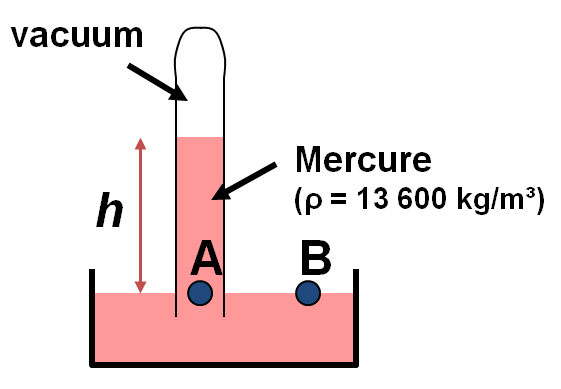 vacuum
Mercure
(ρ = 13 600 kg/m³)
h
A
B